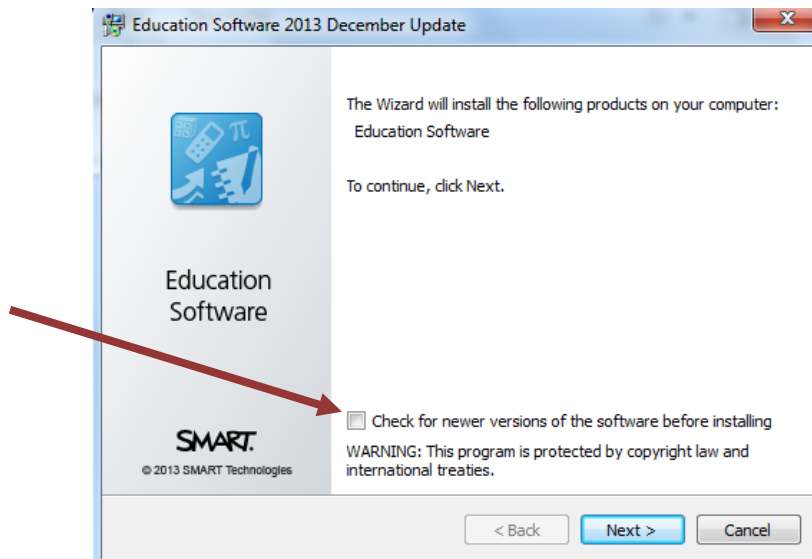 Education Software 2013 December Update
The Wizard will install the following products on your computer:
Education Software
To continue, click Next.
Education
Software
Check for newer versions of the software before installing
WARNING: This program is protected by copyright law and
international treaties.
SMART.
© 2013 SMART Technologies
< Back
Next >
Cancel